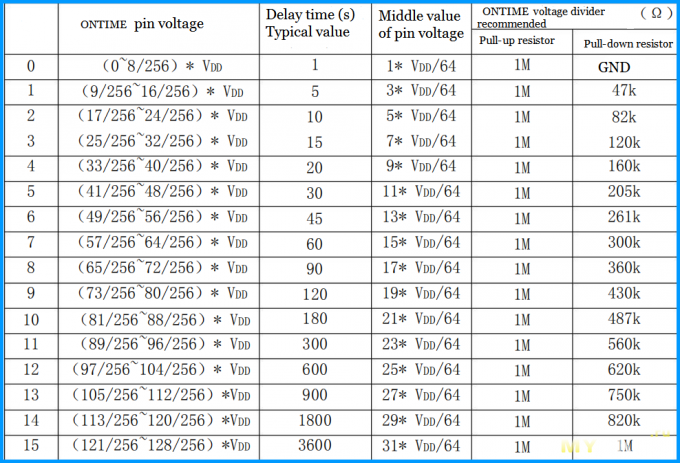 ONTIME pin voltage Delay time (s) Typical value Middle value of pin voltage ONTIME voltage divider recommended (Ω)
Pull-up resistor Pull-down resistor
0 (0~8/256) * VDD 1 1* VDD/64 1M GND
1 (9/256~16/256) * VDD 5 3* VDD/64 1M 47k
2 (17/256~24/256) * VDD 10 5* VDD/64 1M 82k
3 (25/256~32/256) * VDD 15 7* VDD/64 1M 120k
4 (33/256~40/256) * VDD 20 9* VDD/64 1M 160k
5 (41/256~48/256) * VDD 30 11* VDD/64 1M 205k
6 (49/256~56/256) * VDD 45 13* VDD/64 1M 261k
7 (57/256~64/256) * VDD 60 15* VDD/64 1M 300k
8 (65/256~72/256) * VDD 90 17* VDD/64 1M 360k
9 (73/256~80/256) * VDD 120 19* VDD/64 1M 430k
10 (81/256~88/256) * VDD 180 21* VDD/64 1M 487k
11 (89/256~96/256) * VDD 300 23* VDD/64 1M 560k
12 (97/256~104/256) * VDD 600 25* VDD/64 1M 620k
13 (105/256~112/256) *VDD 900 27* VDD/64 1M 750k
14 (113/256~120/256) *VDD 1800 29* VDD/64 1M 820k
15 (121/256~128/256) *VDD 3600 31* VDD/64 1M 1M
MY